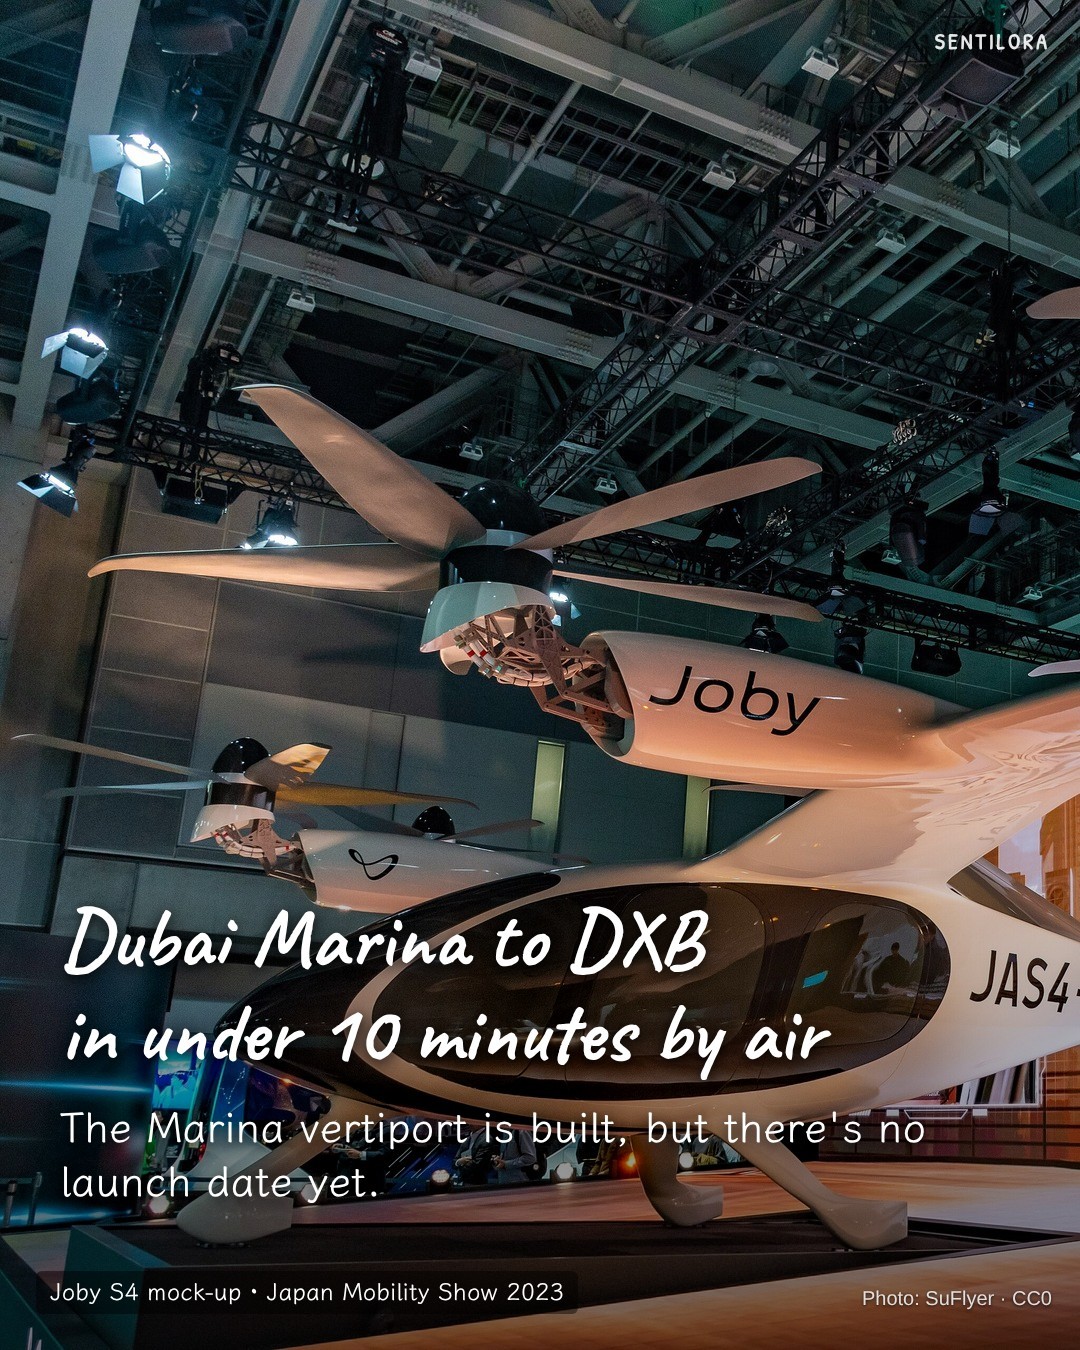 SENTILORA
Joby
JAS4-
Dubai Marina to DXB
in under 10 minutes by air
The Marina vertiport is built, but there's no
launch date yet.
Joby S4 mock-up • Japan Mobility Show 2023
Photo: SuFlyer · CC0